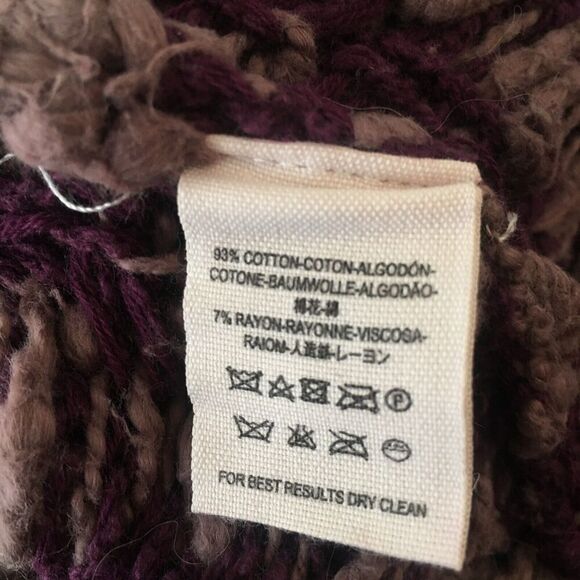 93% COTTON-COTON-ALGODÓN-
COTONE-BAUMWOLLE-ALGODÃO-
棉花-綿
7% RAYON-RAYONNE-VISCOSA-
RAIOM-人造絲-レーヨン
P
FOR BEST RESULTS DRY CLEAN